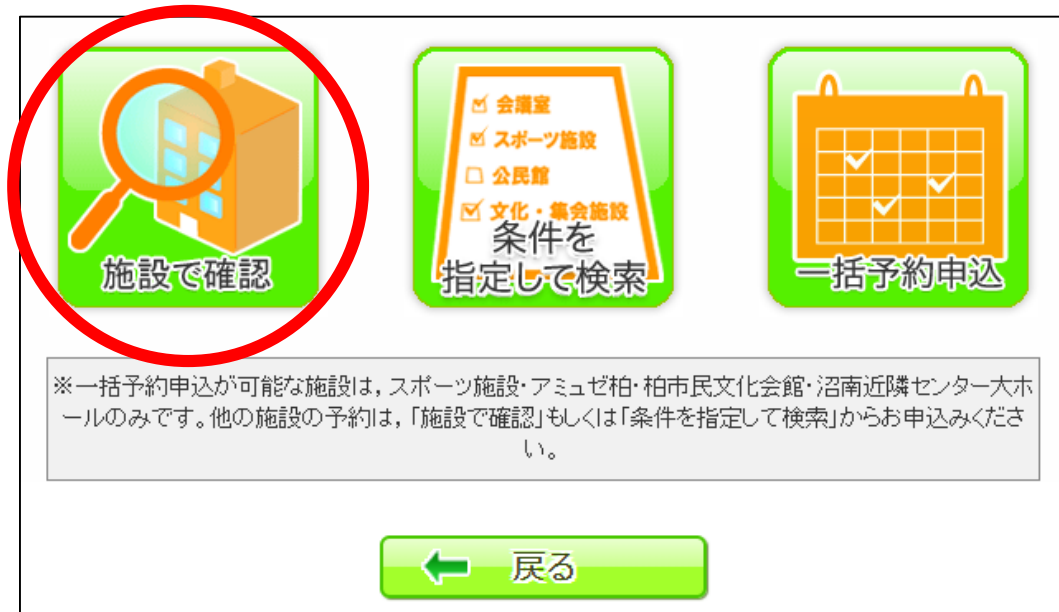 会議室
スポーツ施設
公民館
文化・集会施設
施設で確認
条件を
指定して検索
一括予約申込
※一括予約申込が可能な施設は，スポーツ施設・アミュゼ柏・柏市民文化会館・沼南近隣センター大ホ
ールのみです。他の施設の予約は，「施設で確認」もしくは「条件を指定して検索」からお申込みくださ
い。
戻る